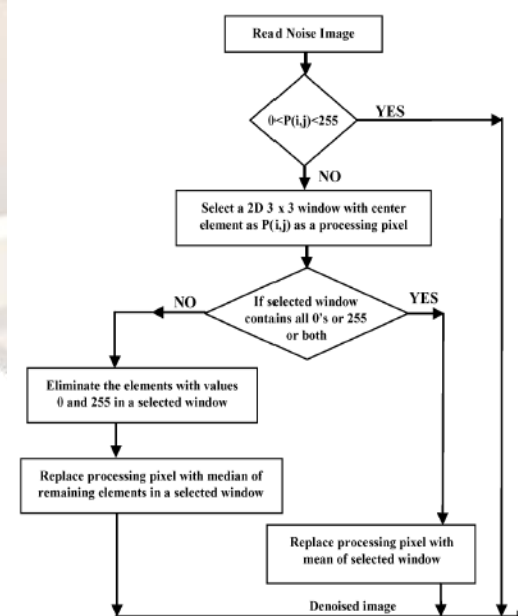 Read Noise Image
0<P(i,j)<255
YES
NO
Select a 2D 3 x 3 window with center
element as P(i,j) as a processing pixel
If selected window
contains all 0's or 255
or both
NO
YES
Eliminate the elements with values
0 and 255 in a selected window
Replace processing pixel with median of
remaining elements in a selected window
Replace processing pixel with
mean of selected window
Denoised image